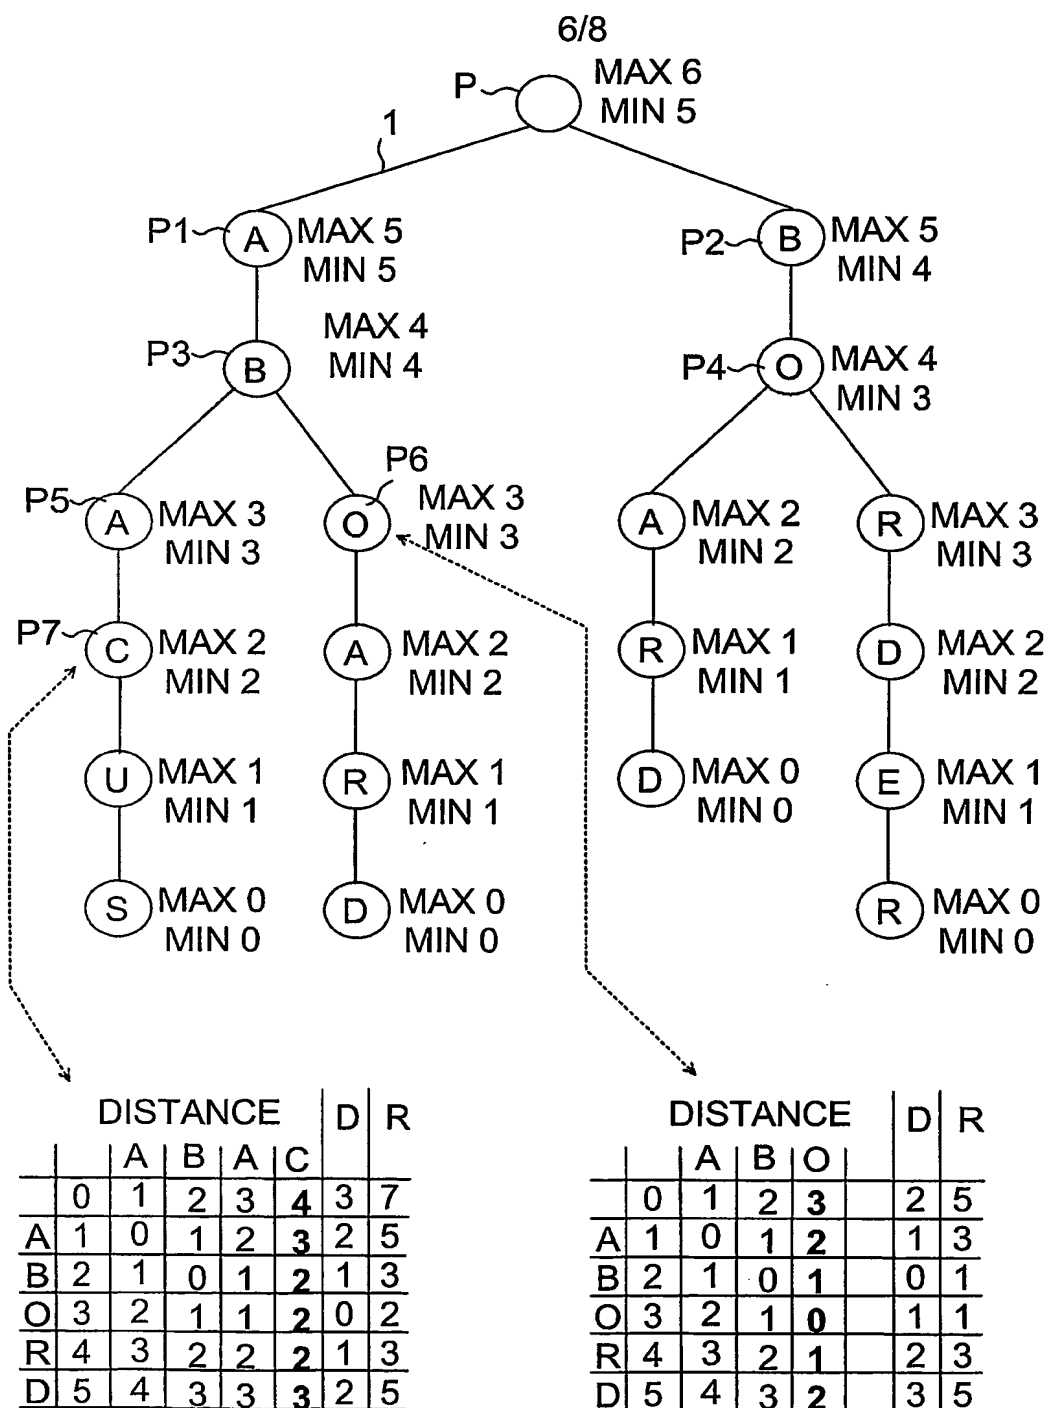 6/8
P MAX 6
MIN 5
1
P1 A MAX 5 P2 B MAX 5
MIN 5 MIN 4
P3 B MAX 4 P4 O MAX 4
MIN 4 MIN 3
P6
P5 A MAX 3 O MAX 3 A MAX 2 R MAX 3
MIN 3 MIN 3 MIN 2 MIN 3
P7 C MAX 2 A MAX 2 R MAX 1 D MAX 2
MIN 2 MIN 2 MIN 1 MIN 2
U MAX 1 R MAX 1 D MAX 0 E MAX 1
MIN 1 MIN 1 MIN 0 MIN 1
S MAX 0 D MAX 0 R MAX 0
MIN 0 MIN 0 MIN 0
DISTANCE D R
A B A C
0 1 2 3 4 3 7
A 1 0 1 2 3 2 5
B 2 1 0 1 2 1 3
O 3 2 1 1 2 0 2
R 4 3 2 2 2 1 3
D 5 4 3 3 3 2 5
DISTANCE D R
A B O
0 1 2 3 2 5
A 1 0 1 2 1 3
B 2 1 0 1 0 1
O 3 2 1 0 1 1
R 4 3 2 1 2 3
D 5 4 3 2 3 5